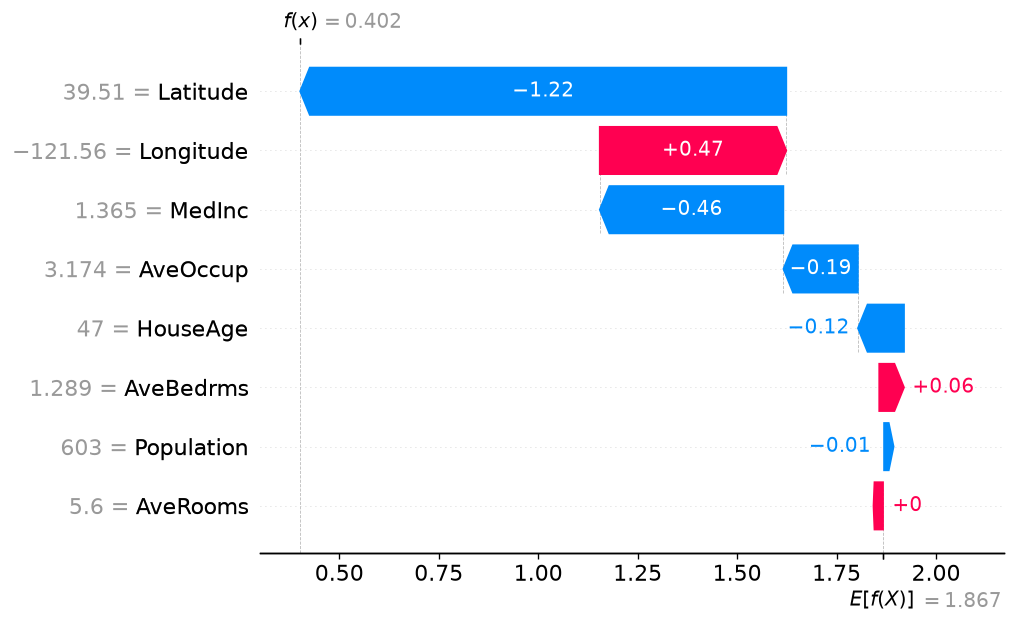 f(x) = 0.402
39.51 = Latitude −1.22
−121.56 = Longitude +0.47
1.365 = MedInc −0.46
3.174 = AveOccup −0.19
47 = HouseAge −0.12
1.289 = AveBedrms +0.06
603 = Population −0.01
5.6 = AveRooms +0
0.50 0.75 1.00 1.25 1.50 1.75 2.00
E[f(X)] = 1.867